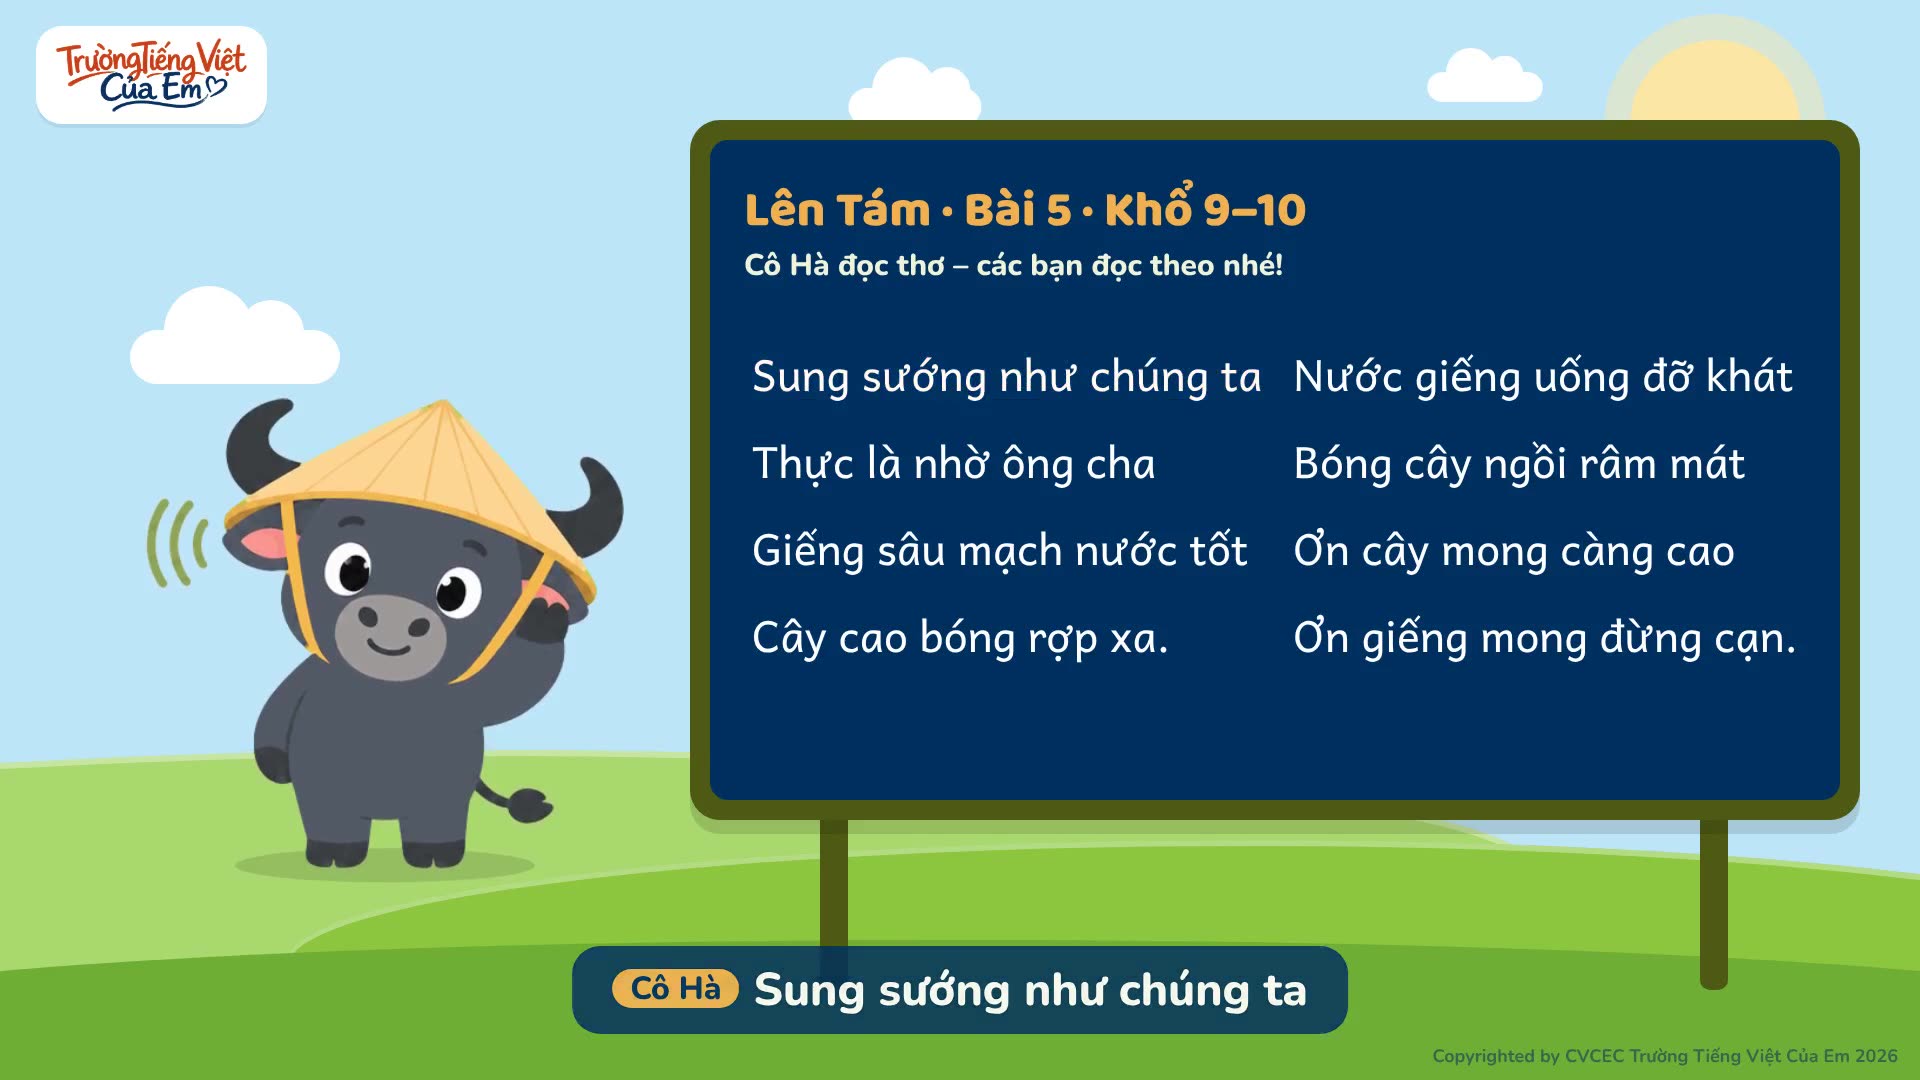 Trường Tiếng Việt
Của Em
Lên Tám · Bài 5 · Khổ 9–10
Cô Hà đọc thơ – các bạn đọc theo nhé!
Sung sướng như chúng ta
Thực là nhờ ông cha
Giếng sâu mạch nước tốt
Cây cao bóng rợp xa.
Nước giếng uống đỡ khát
Bóng cây ngồi râm mát
Ơn cây mong càng cao
Ơn giếng mong đừng cạn.
Cô Hà Sung sướng như chúng ta
Copyrighted by CVCEC Trường Tiếng Việt Của Em 2026